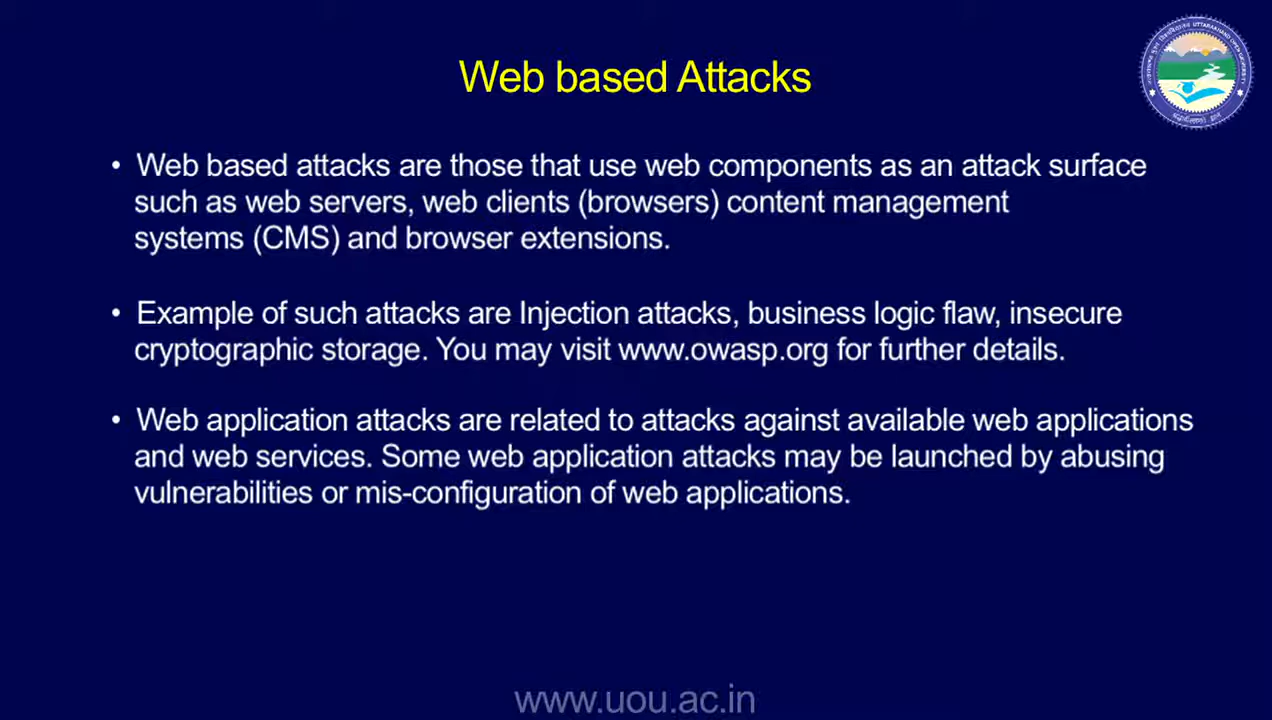 Web based Attacks
• Web based attacks are those that use web components as an attack surface
such as web servers, web clients (browsers) content management
systems (CMS) and browser extensions.
• Example of such attacks are Injection attacks, business logic flaw, insecure
cryptographic storage. You may visit www.owasp.org for further details.
• Web application attacks are related to attacks against available web applications
and web services. Some web application attacks may be launched by abusing
vulnerabilities or mis-configuration of web applications.
www.uou.ac.in